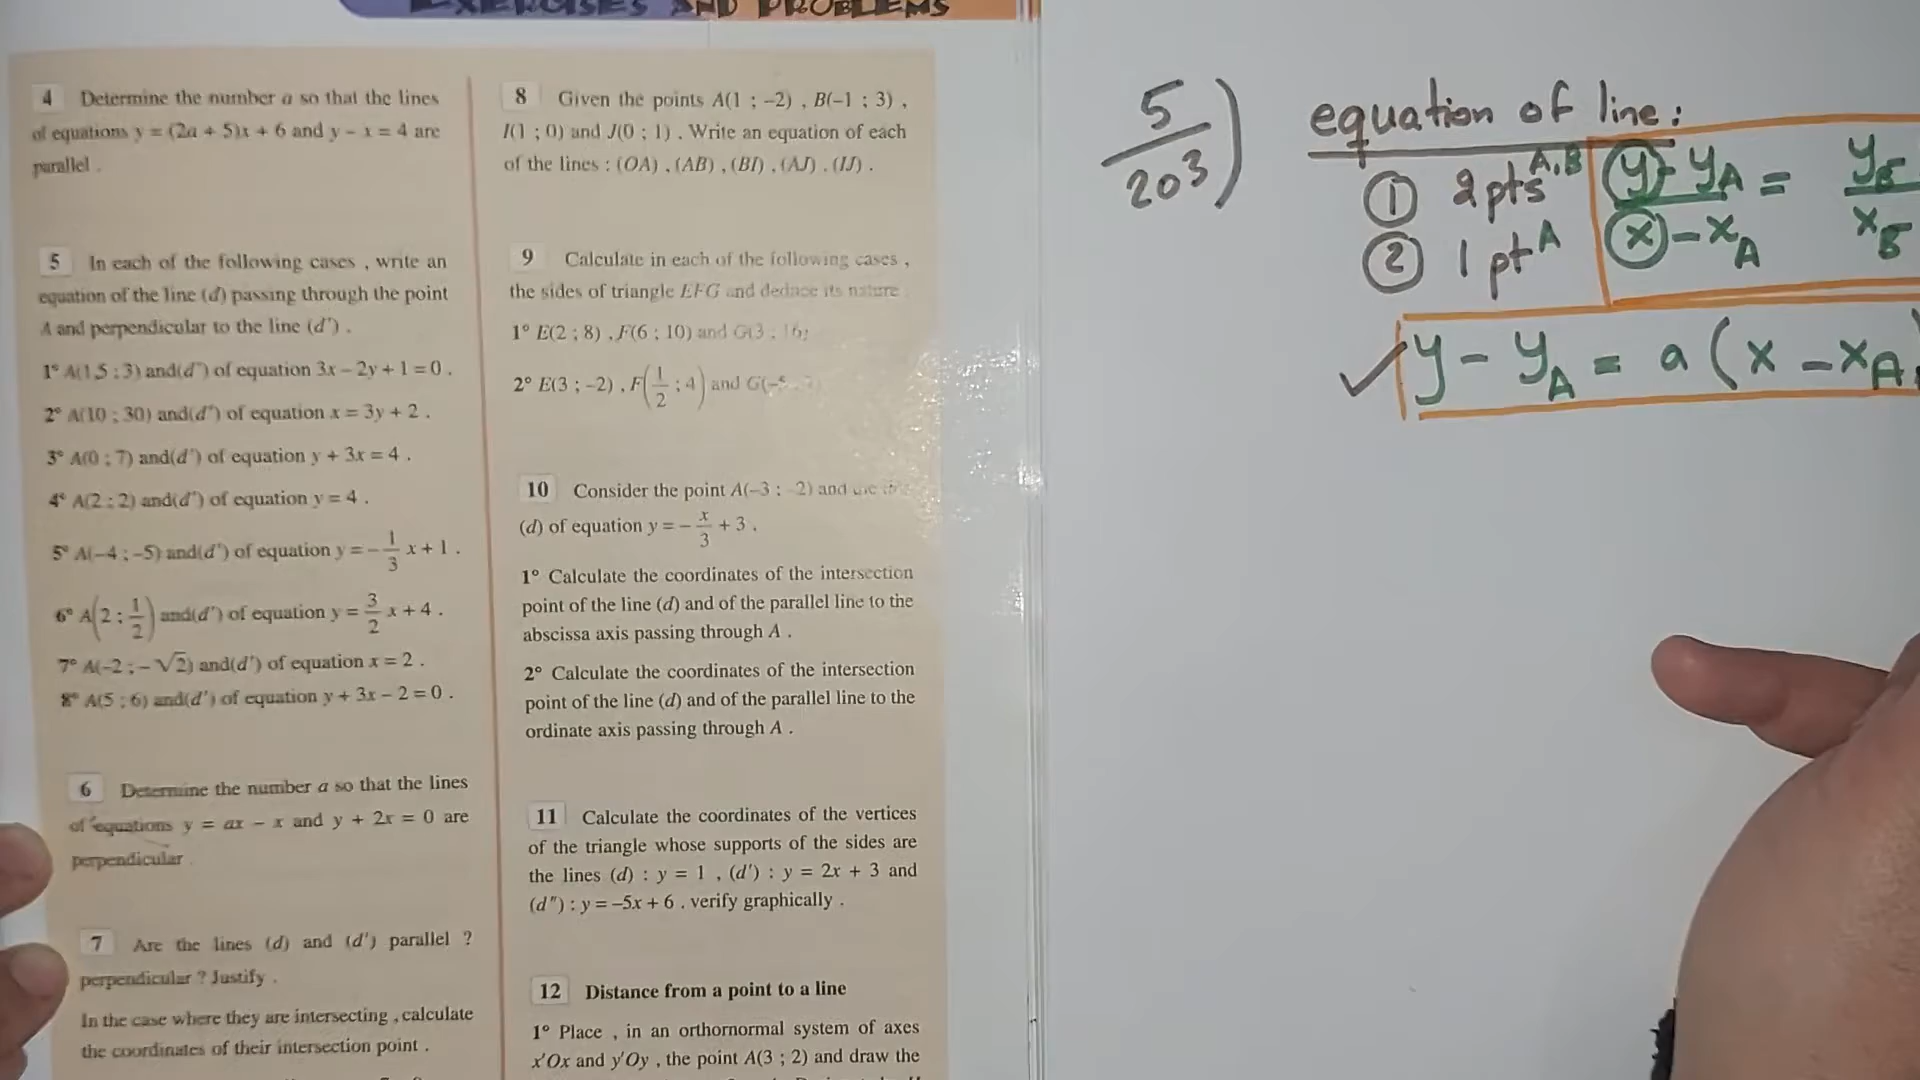 EXERCISES AND PROBLEMS
4 Determine the number a so that the lines
of equations y = (2a + 5)x + 6 and y – x = 4 are
parallel .
5 In each of the following cases , write an
equation of the line (d) passing through the point
A and perpendicular to the line (d') .
1° A(1,5 ; 3) and(d') of equation 3x – 2y + 1 = 0 .
2° A(10 ; 30) and(d') of equation x = 3y + 2 .
3° A(0 ; 7) and(d') of equation y + 3x = 4 .
4° A(2 ; 2) and(d') of equation y = 4 .
5° A(–4 ; –5) and(d') of equation y = – 1/3 x + 1 .
6° A(2 ; 1/2) and(d') of equation y = 3/2 x + 4 .
7° A(–2 ; –√2) and(d') of equation x = 2 .
8° A(5 ; 6) and(d') of equation y + 3x – 2 = 0 .
6 Determine the number a so that the lines
of equations y = ax – x and y + 2x = 0 are
perpendicular .
7 Are the lines (d) and (d') parallel ?
perpendicular ? Justify .
In the case where they are intersecting , calculate
the coordinates of their intersection point .
8 Given the points A(1 ; –2) , B(–1 ; 3) ,
I(1 ; 0) and J(0 ; 1) . Write an equation of each
of the lines : (OA) , (AB) , (BI) , (AJ) . (IJ) .
9 Calculate in each of the following cases ,
the sides of triangle EFG and deduce its nature
1° E(2 ; 8) , F(6 ; 10) and G(3 ; 16)
2° E(3 ; –2) , F(1/2 ; 4) and G(–5
10 Consider the point A(–3 ; –2) and the
(d) of equation y = – x/3 + 3 .
1° Calculate the coordinates of the intersection
point of the line (d) and of the parallel line to the
abscissa axis passing through A .
2° Calculate the coordinates of the intersection
point of the line (d) and of the parallel line to the
ordinate axis passing through A .
11 Calculate the coordinates of the vertices
of the triangle whose supports of the sides are
the lines (d) : y = 1 , (d') : y = 2x + 3 and
(d") : y = –5x + 6 . verify graphically .
12 Distance from a point to a line
1° Place , in an orthonormal system of axes
x'Ox and y'Oy , the point A(3 ; 2) and draw the
5/203)
equation of line :
① 2 pts A,B
② 1 pt A
y - yA / x - xA = yB / xB
✓ y - yA = a (x - xA)